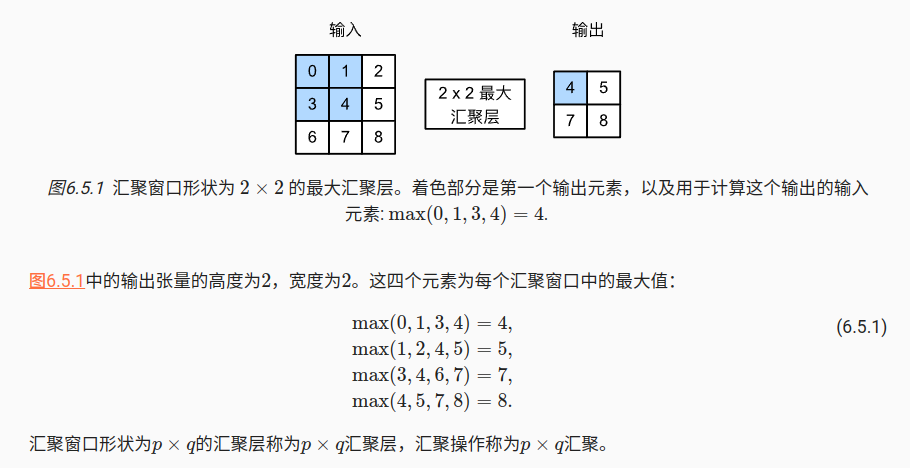 输入 输出
0 1 2
3 4 5
6 7 8
2 x 2 最大
汇聚层
4 5
7 8
图6.5.1 汇聚窗口形状为 2 × 2 的最大汇聚层。着色部分是第一个输出元素，以及用于计算这个输出的输入
元素: max(0, 1, 3, 4) = 4.
图6.5.1中的输出张量的高度为2，宽度为2。这四个元素为每个汇聚窗口中的最大值：
max(0, 1, 3, 4) = 4,
max(1, 2, 4, 5) = 5,
max(3, 4, 6, 7) = 7,
max(4, 5, 7, 8) = 8.
(6.5.1)
汇聚窗口形状为p × q的汇聚层称为p × q汇聚层，汇聚操作称为p × q汇聚。